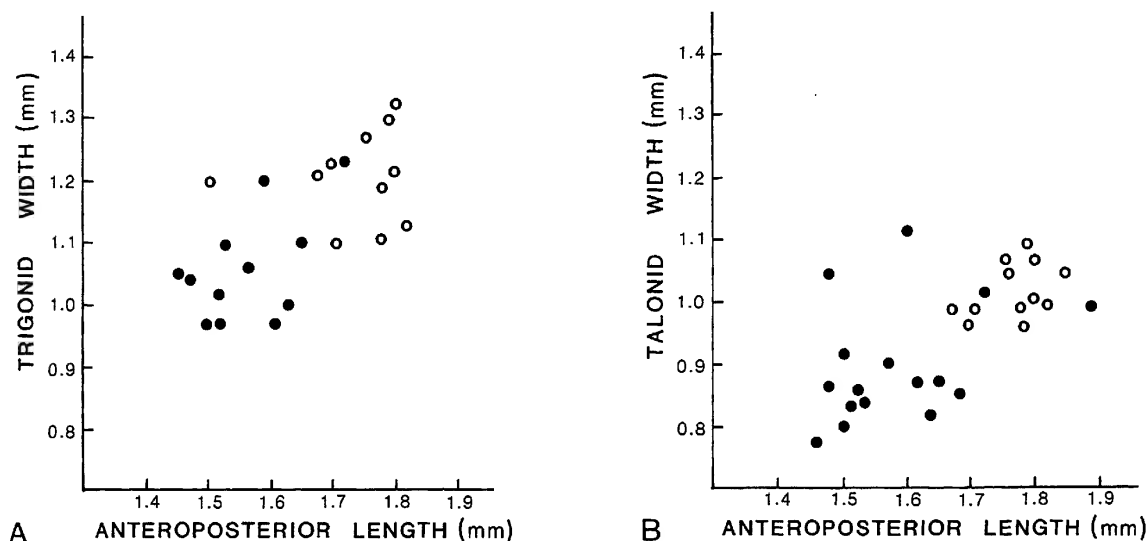 TRIGONID WIDTH (mm)
1.4
1.3
1.2
1.1
1.0
0.9
0.8
1.4 1.5 1.6 1.7 1.8 1.9
A ANTEROPOSTERIOR LENGTH (mm)
TALONID WIDTH (mm)
1.4
1.3
1.2
1.1
1.0
0.9
0.8
1.4 1.5 1.6 1.7 1.8 1.9
B ANTEROPOSTERIOR LENGTH (mm)